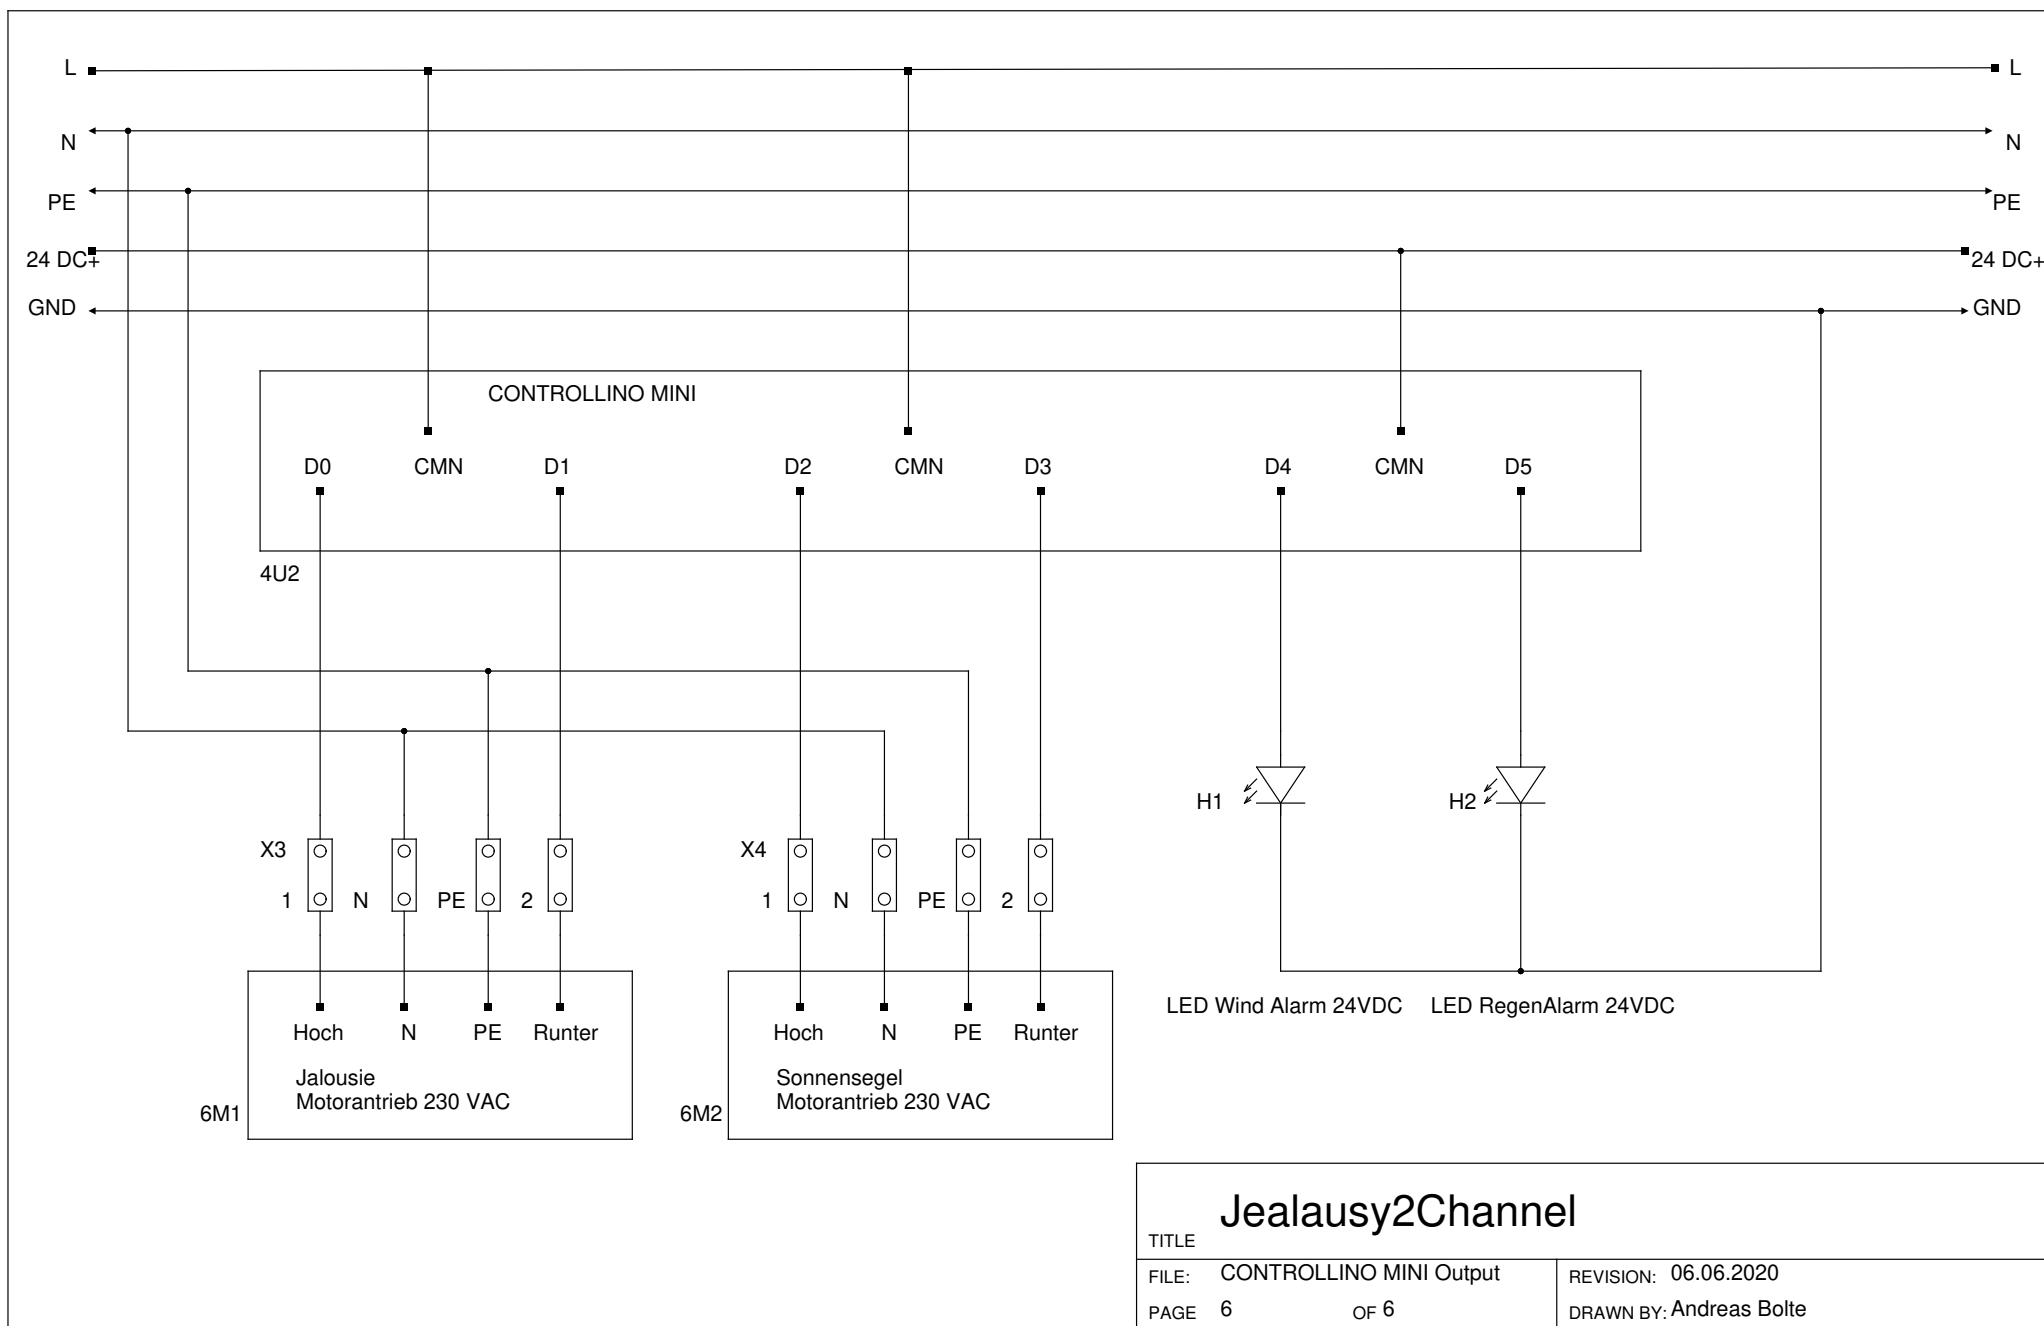 L L
N N
PE PE
24 DC+ 24 DC+
GND GND
CONTROLLINO MINI
D0 CMN D1 D2 CMN D3 D4 CMN D5
4U2
H1 H2
X3 X4
1 N PE 2 1 N PE 2
LED Wind Alarm 24VDC LED RegenAlarm 24VDC
Hoch N PE Runter Hoch N PE Runter
Jalousie Sonnensegel
Motorantrieb 230 VAC Motorantrieb 230 VAC
6M1 6M2
Jealausy2Channel
TITLE
FILE: CONTROLLINO MINI Output REVISION: 06.06.2020
PAGE 6 OF 6 DRAWN BY: Andreas Bolte